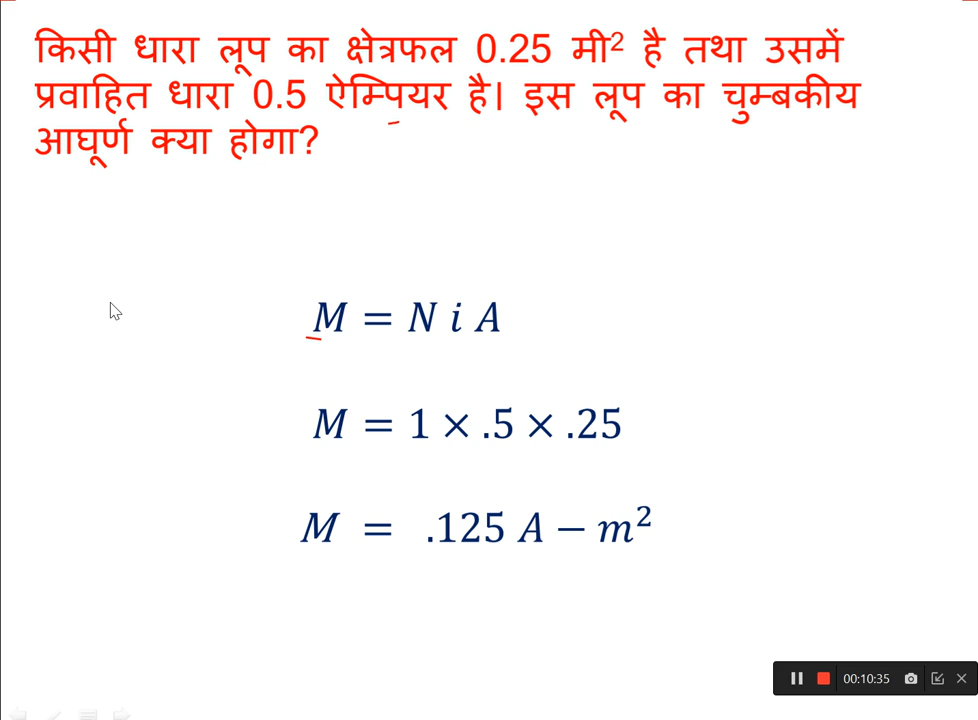 किसी धारा लूप का क्षेत्रफल 0.25 मी² है तथा उसमें
प्रवाहित धारा 0.5 ऐम्पियर है। इस लूप का चुम्बकीय
आघूर्ण क्या होगा?
M = N i A
M = 1 × .5 × .25
M = .125 A − m²
00:10:35